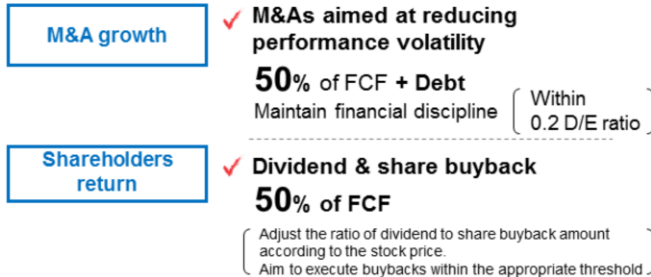 M&A growth
M&As aimed at reducing
performance volatility
50% of FCF + Debt
Maintain financial discipline
Within
0.2 D/E ratio
Shareholders
return
Dividend & share buyback
50% of FCF
Adjust the ratio of dividend to share buyback amount
according to the stock price.
Aim to execute buybacks within the appropriate threshold